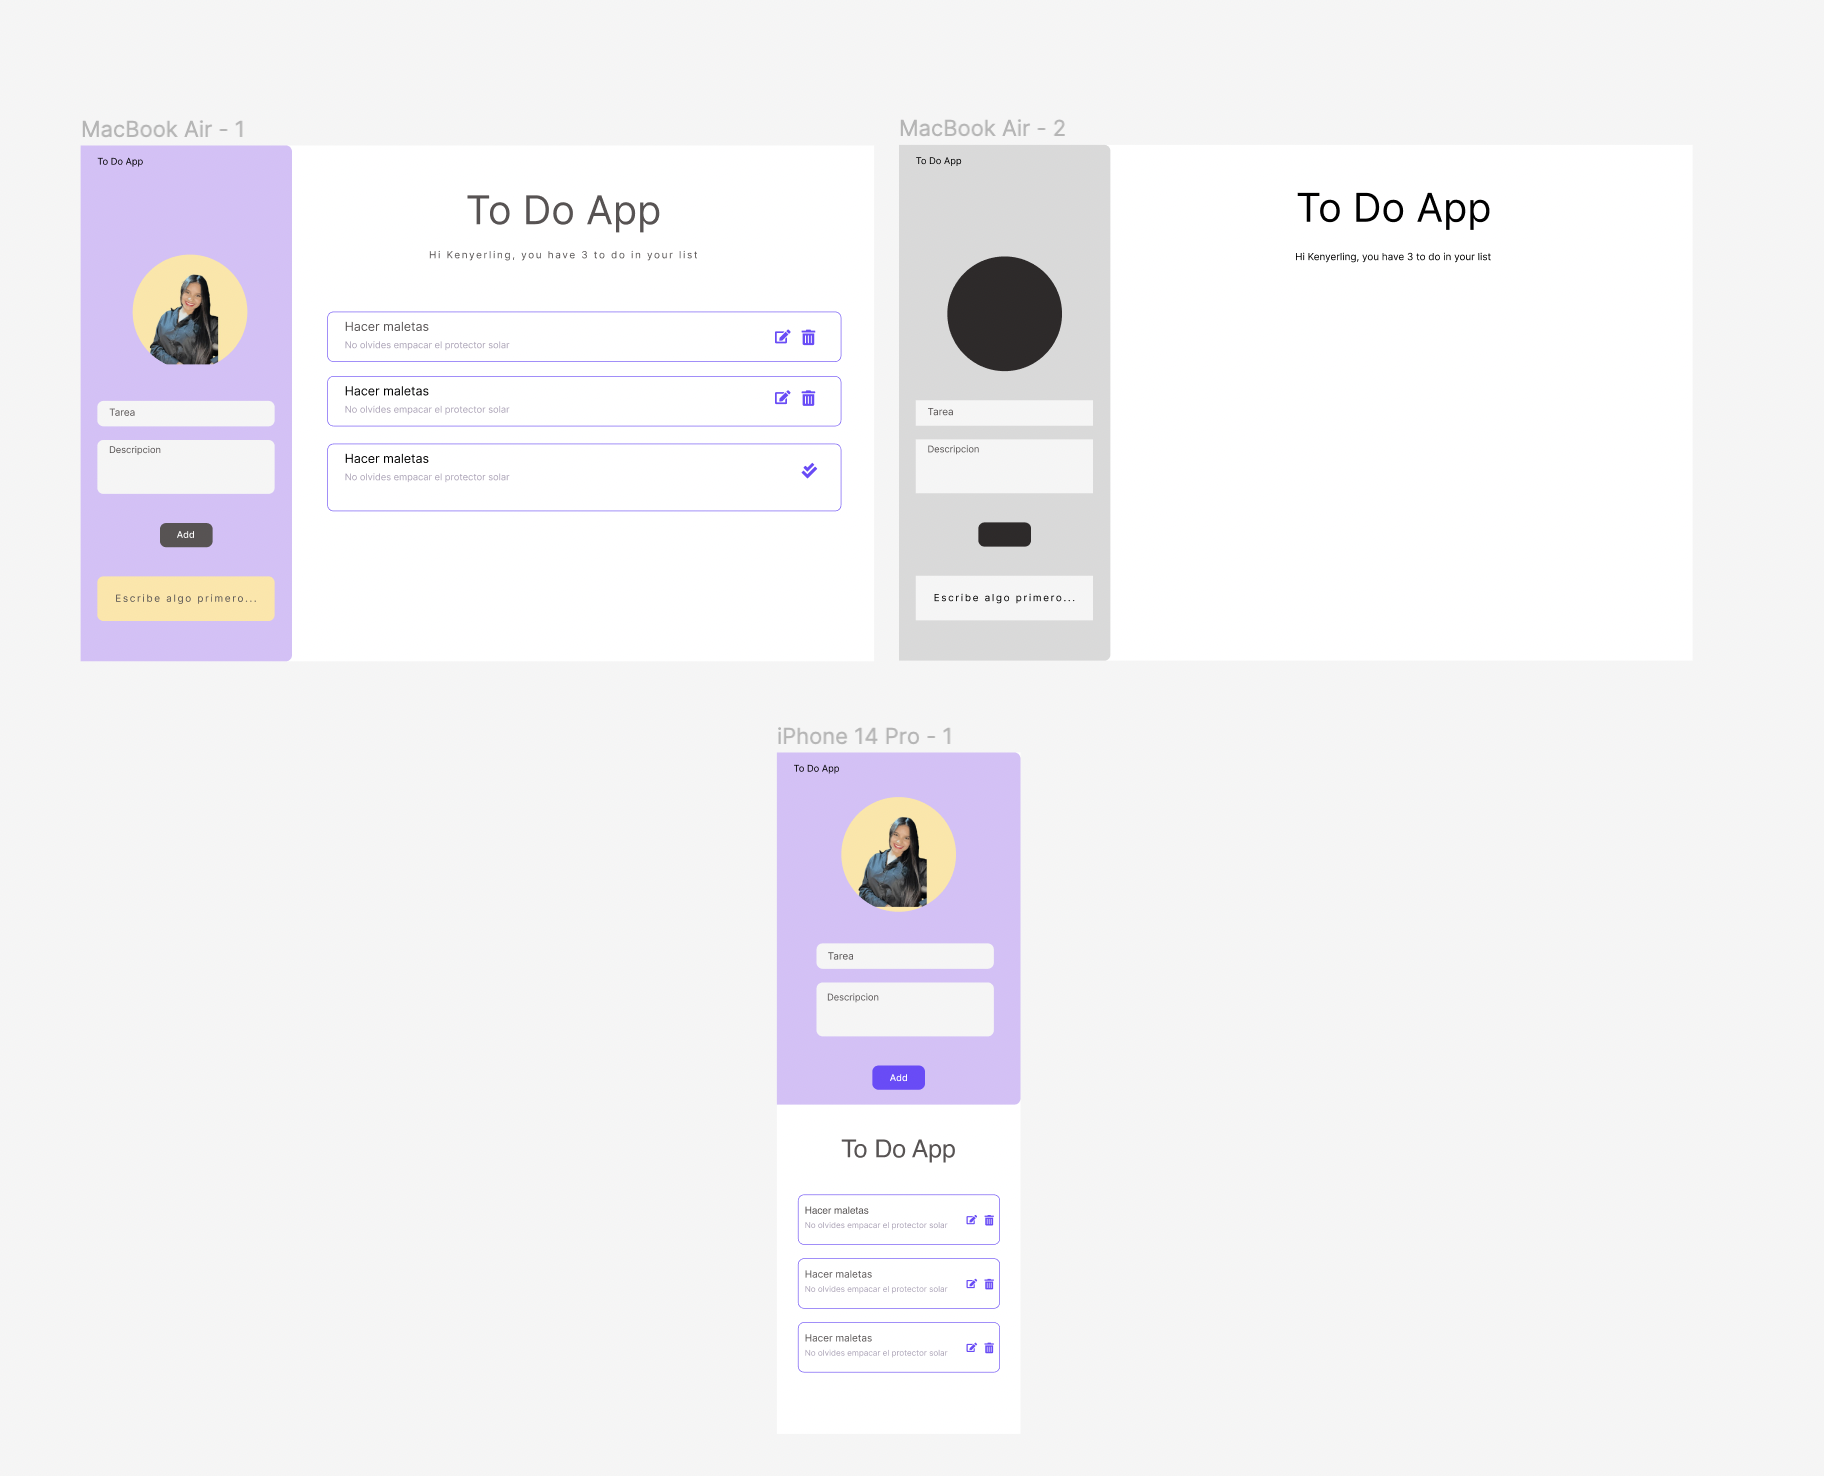 MacBook Air - 1
To Do App
To Do App
Hi Kenyerling, you have 3 to do in your list
Hacer maletas
No olvides empacar el protector solar
Hacer maletas
No olvides empacar el protector solar
Hacer maletas
No olvides empacar el protector solar
Tarea
Descripcion
Add
Escribe algo primero...
MacBook Air - 2
To Do App
To Do App
Hi Kenyerling, you have 3 to do in your list
Tarea
Descripcion
Escribe algo primero...
iPhone 14 Pro - 1
To Do App
Tarea
Descripcion
Add
To Do App
Hacer maletas
No olvides empacar el protector solar
Hacer maletas
No olvides empacar el protector solar
Hacer maletas
No olvides empacar el protector solar